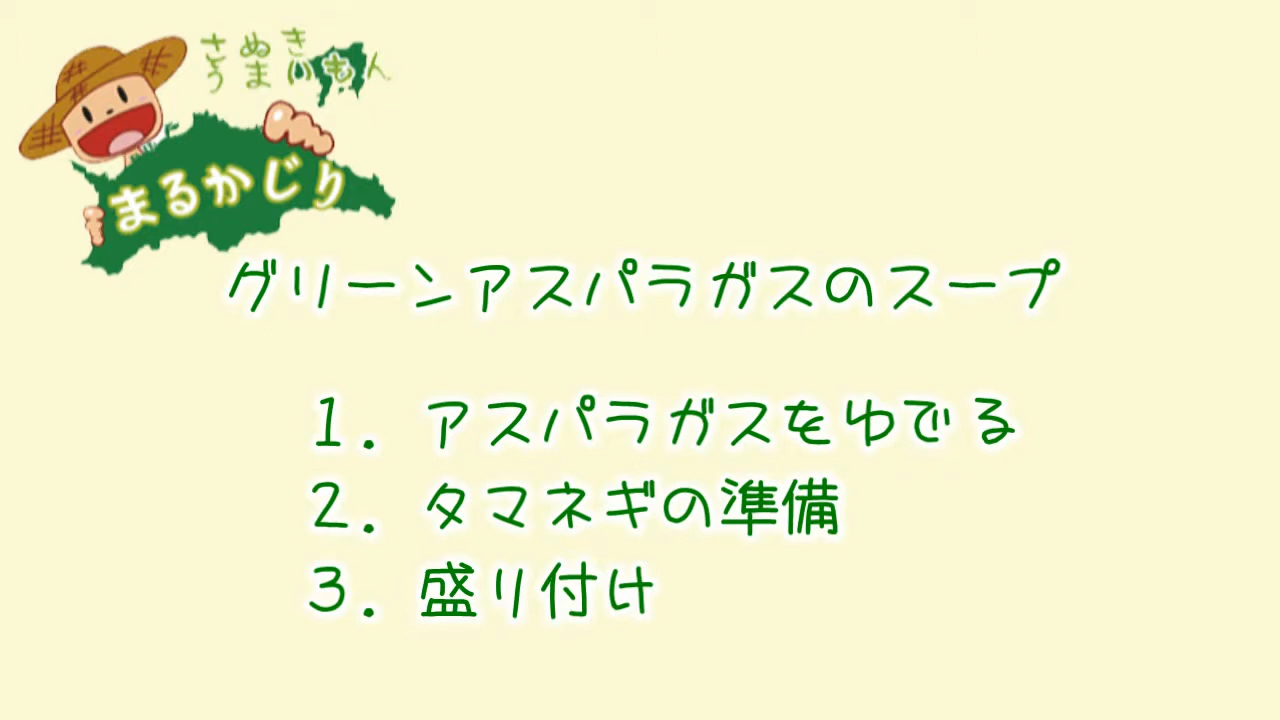 さぬき
うまいもん
まるかじり
グリーンアスパラガスのスープ
１．アスパラガスをゆでる
２．タマネギの準備
３．盛り付け